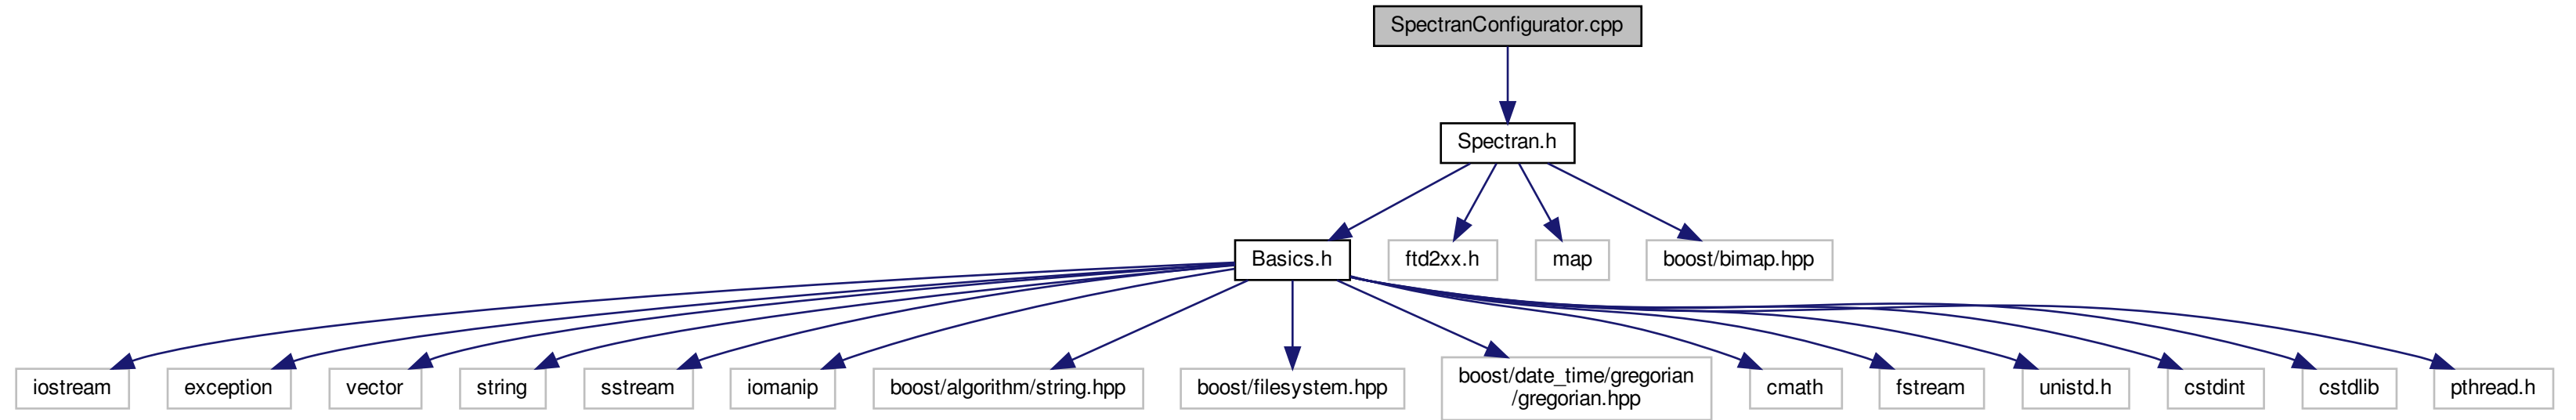 SpectranConfigurator.cpp
Spectran.h
Basics.h
ftd2xx.h
map
boost/bimap.hpp
iostream
exception
vector
string
sstream
iomanip
boost/algorithm/string.hpp
boost/filesystem.hpp
boost/date_time/gregorian
/gregorian.hpp
cmath
fstream
unistd.h
cstdint
cstdlib
pthread.h